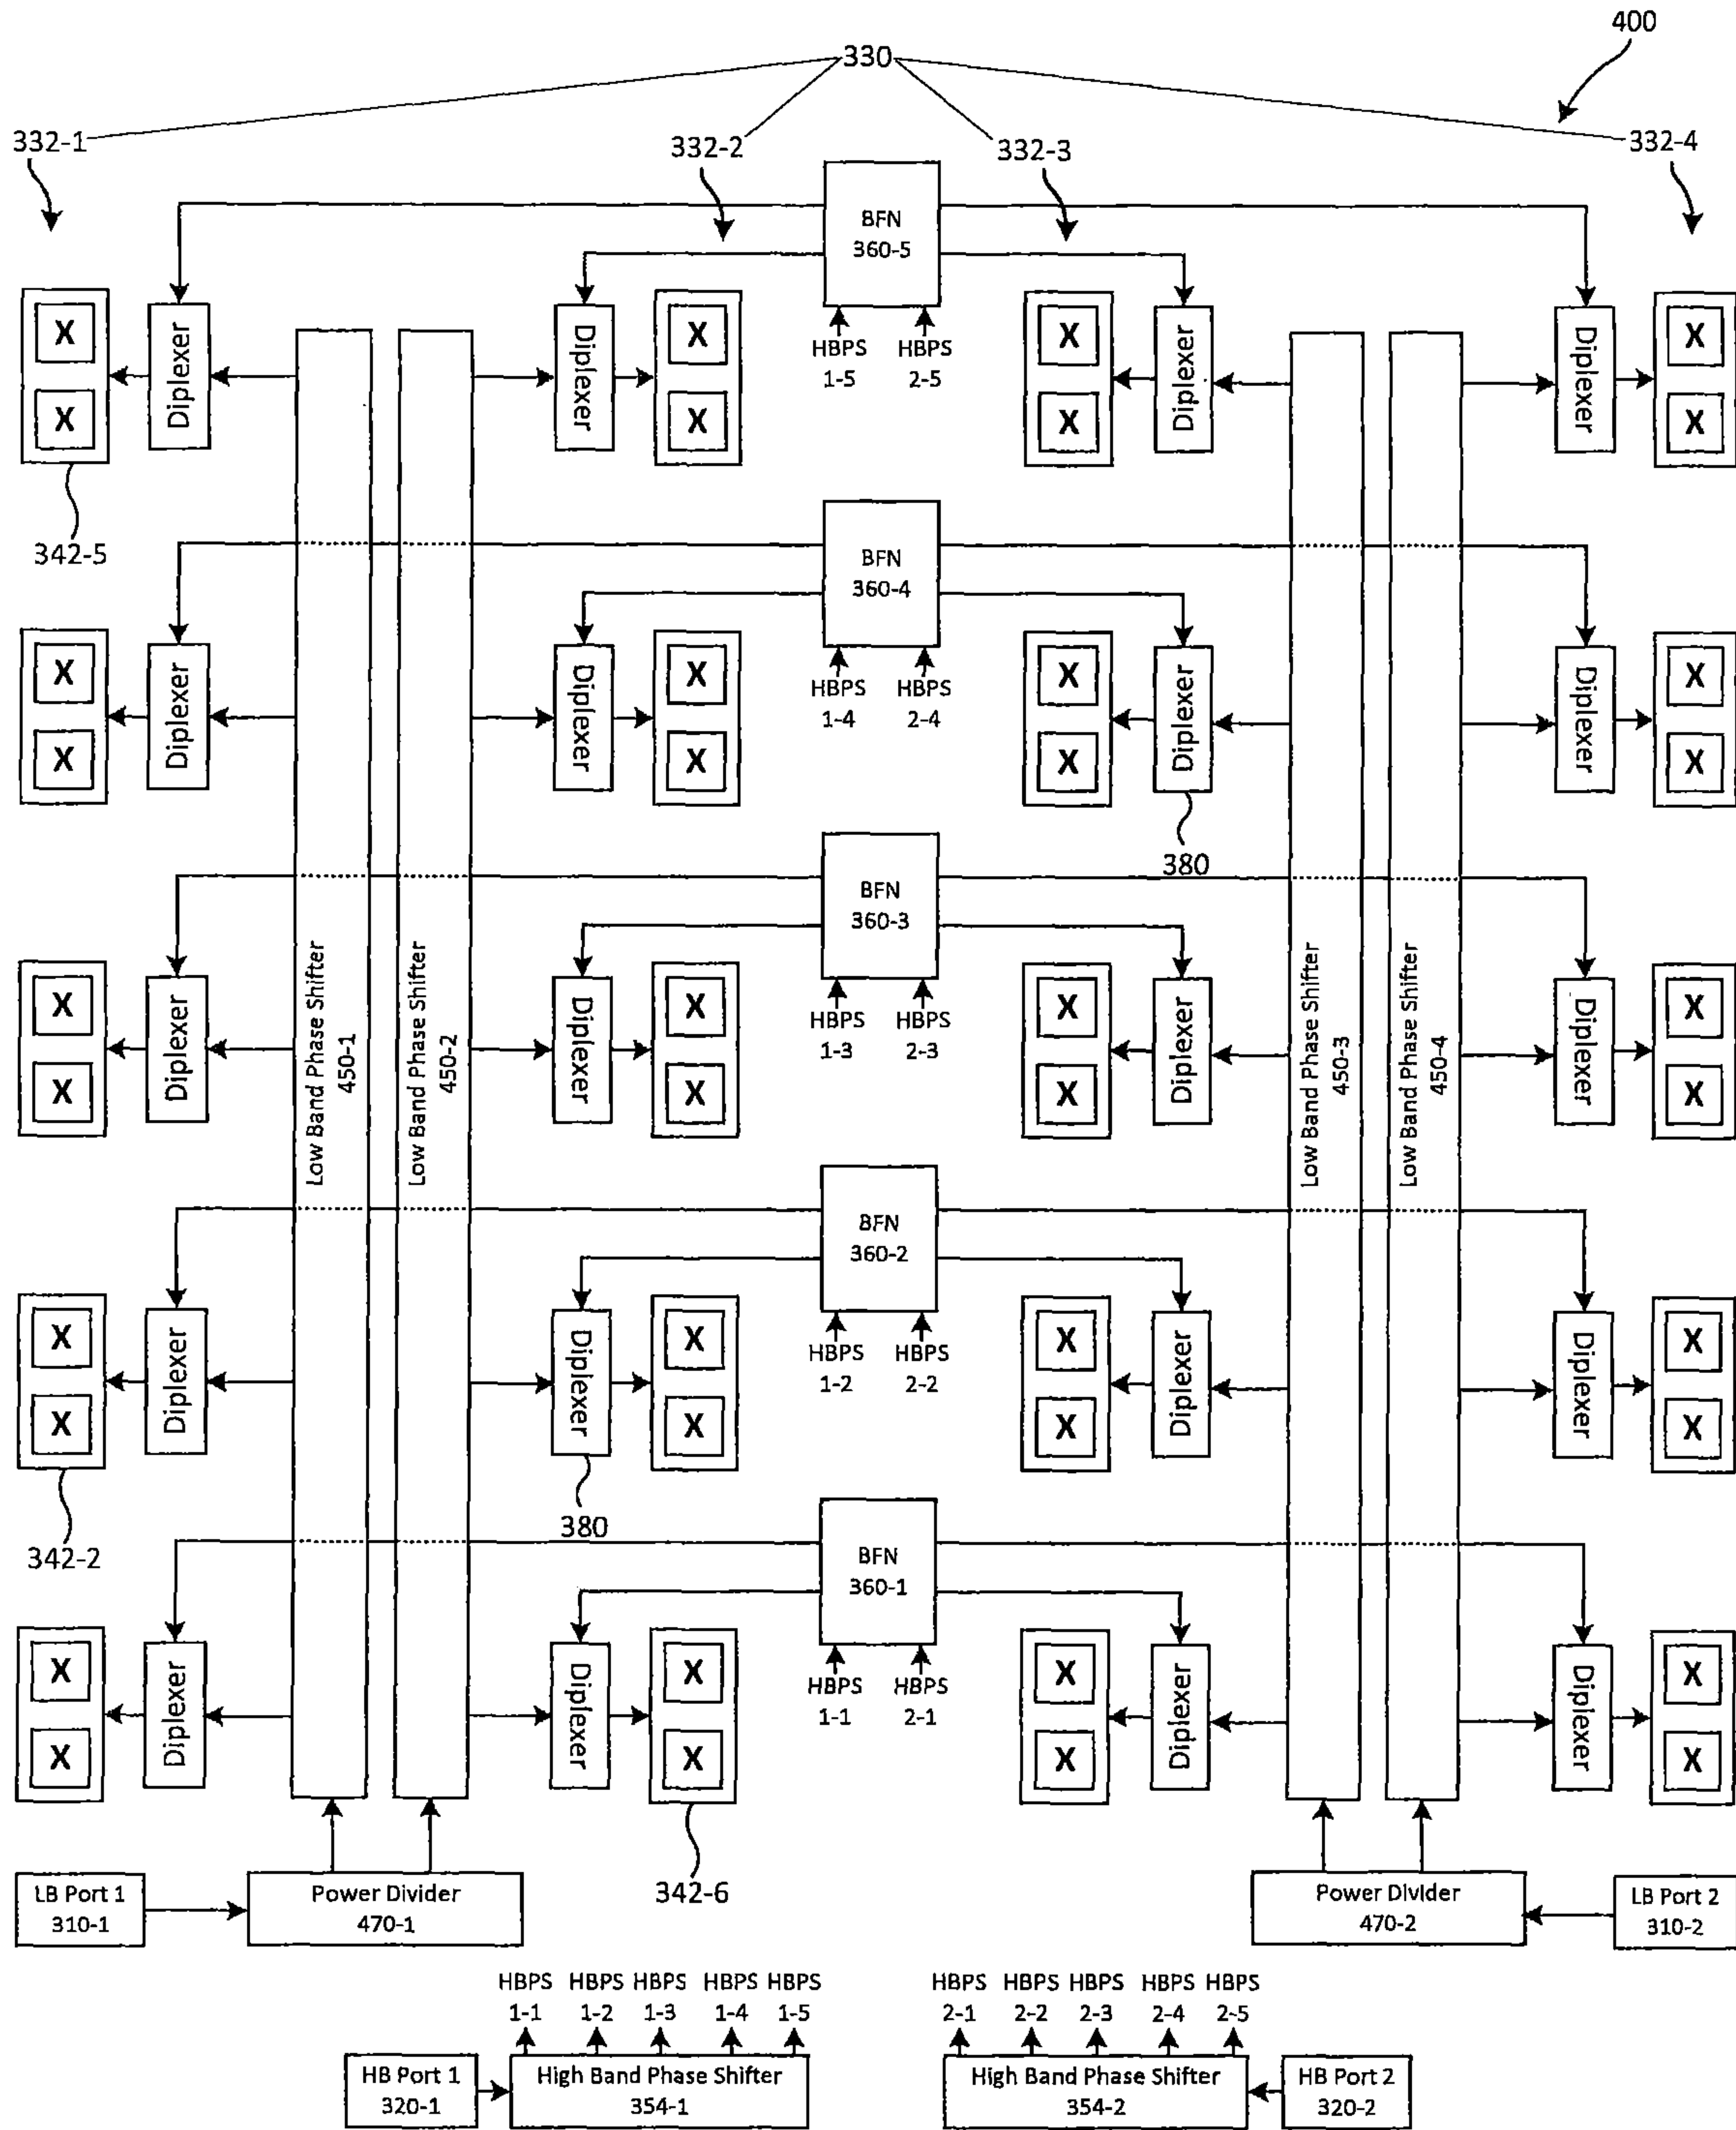 400
330
332-1
332-2
332-3
332-4
BFN
360-5
HBPS HBPS
1-5 2-5
Diplexer
X
X
Diplexer
X
X
X
X
Diplexer
Diplexer
X
X
342-5
BFN
360-4
HBPS HBPS
1-4 2-4
X
X
Diplexer
Diplexer
X
X
X
X
Diplexer
Diplexer
X
X
380
BFN
360-3
HBPS HBPS
1-3 2-3
X
X
Diplexer
Low Band Phase Shifter
450-1
Low Band Phase Shifter
450-2
Diplexer
X
X
X
X
Diplexer
Low Band Phase Shifter
450-3
Low Band Phase Shifter
450-4
Diplexer
X
X
BFN
360-2
HBPS HBPS
1-2 2-2
X
X
Diplexer
Diplexer
X
X
X
X
Diplexer
Diplexer
X
X
342-2
380
BFN
360-1
HBPS HBPS
1-1 2-1
X
X
Diplexer
Diplexer
X
X
X
X
Diplexer
Diplexer
X
X
342-6
LB Port 1
310-1
Power Divider
470-1
Power Divider
470-2
LB Port 2
310-2
HBPS HBPS HBPS HBPS HBPS
1-1 1-2 1-3 1-4 1-5
HBPS HBPS HBPS HBPS HBPS
2-1 2-2 2-3 2-4 2-5
HB Port 1
320-1
High Band Phase Shifter
354-1
High Band Phase Shifter
354-2
HB Port 2
320-2